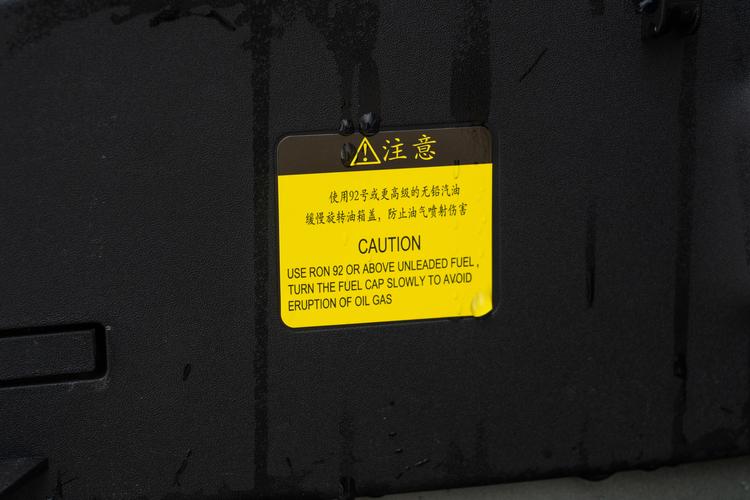 注意
使用92号或更高级的无铅汽油
缓慢旋转油箱盖，防止油气喷射伤害
CAUTION
USE RON 92 OR ABOVE UNLEADED FUEL,
TURN THE FUEL CAP SLOWLY TO AVOID
ERUPTION OF OIL GAS